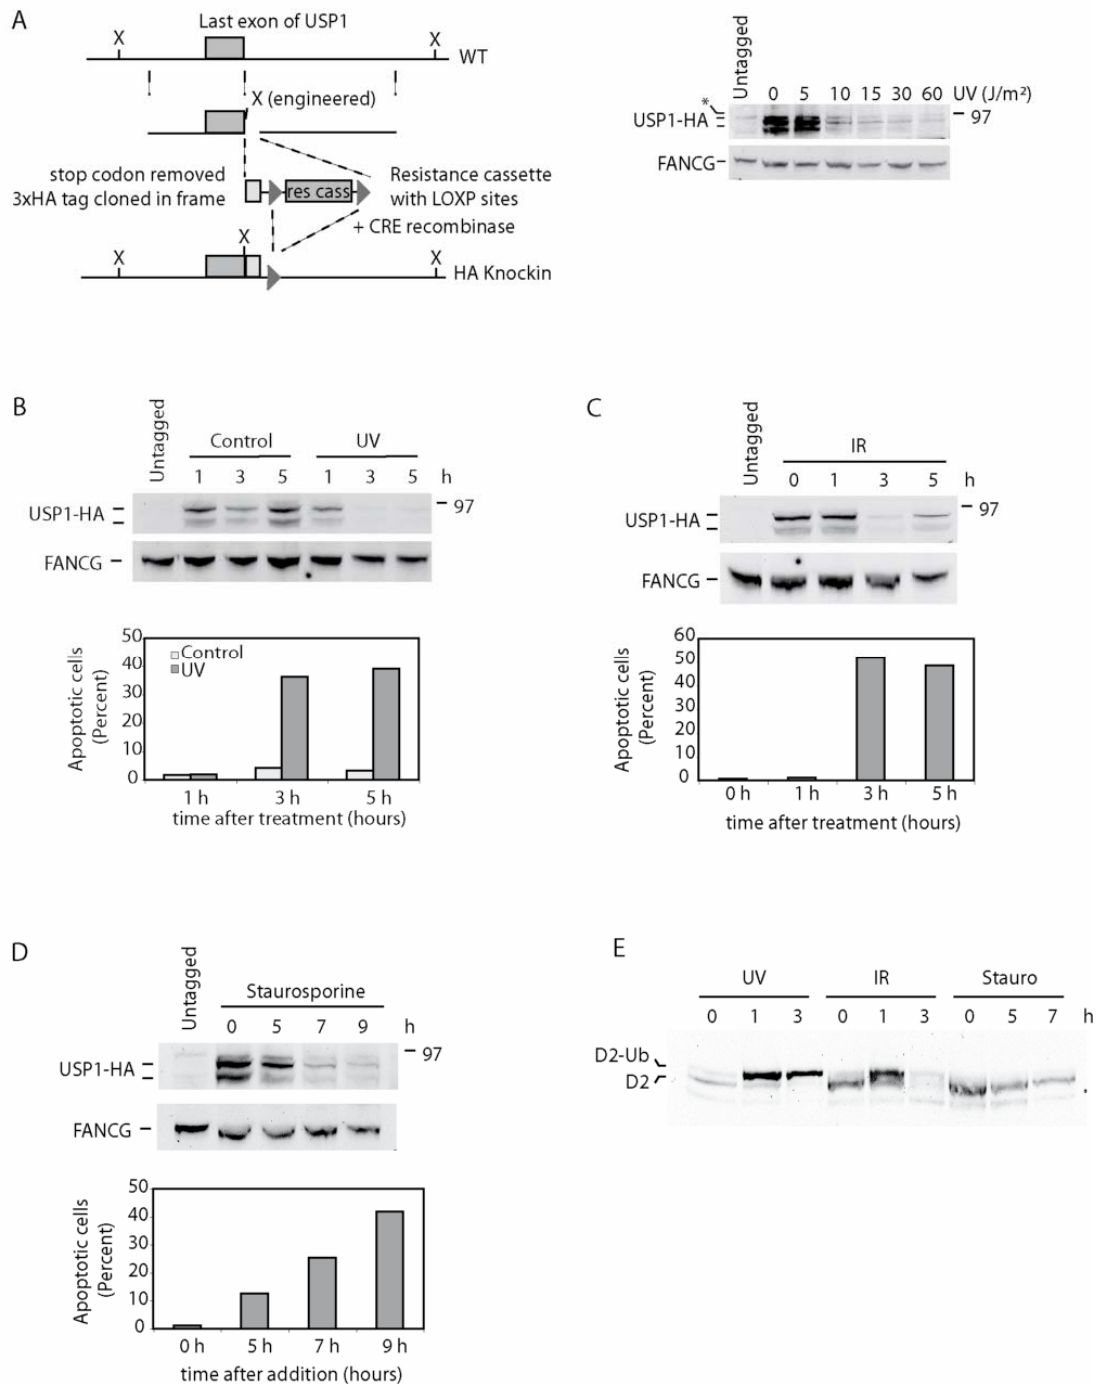 A
Last exon of USP1
X
X
WT
X (engineered)
stop codon removed
3xHA tag cloned in frame
res cass
Resistance cassette
with LOXP sites
+ CRE recombinase
X
X
X
HA Knockin
Untagged
0 5 10 15 30 60 UV (J/m²)
*
USP1-HA
97
FANCG
B
Untagged
Control UV
1 3 5 1 3 5 h
USP1-HA
97
FANCG
Apoptotic cells
(Percent)
50
40
30
20
10
0
Control
UV
1 h 3 h 5 h
time after treatment (hours)
C
Untagged
IR
0 1 3 5 h
USP1-HA
97
FANCG
Apoptotic cells
(Percent)
60
50
40
30
20
10
0
0 h 1 h 3 h 5 h
time after treatment (hours)
D
Untagged
Staurosporine
0 5 7 9 h
USP1-HA
97
FANCG
Apoptotic cells
(Percent)
50
40
30
20
10
0
0 h 5 h 7 h 9 h
time after addition (hours)
E
UV IR Stauro
0 1 3 0 1 3 0 5 7 h
D2-Ub
D2